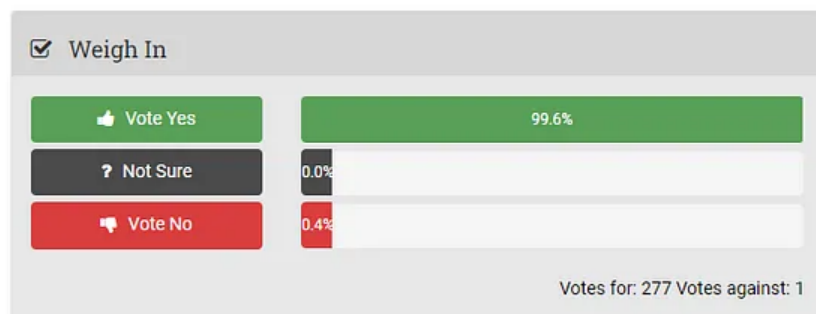 Weigh In
Vote Yes 99.6%
? Not Sure 0.0%
Vote No 0.4%
Votes for: 277 Votes against: 1